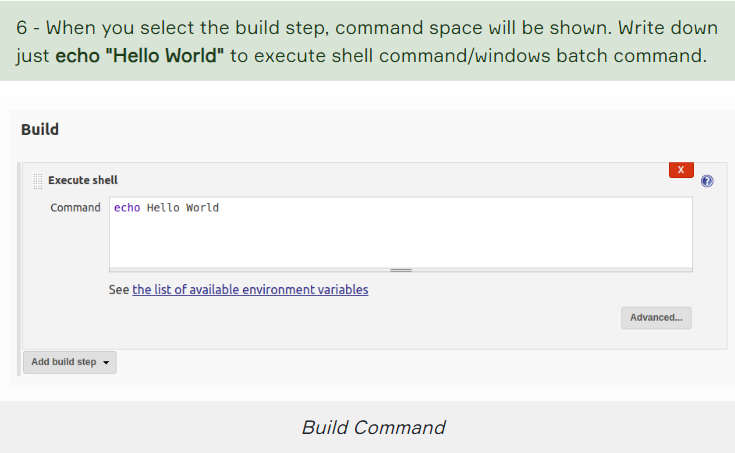 6 - When you select the build step, command space will be shown. Write down
just echo "Hello World" to execute shell command/windows batch command.
Build
X
Execute shell
?
Command echo Hello World
See the list of available environment variables
Advanced...
Add build step
Build Command